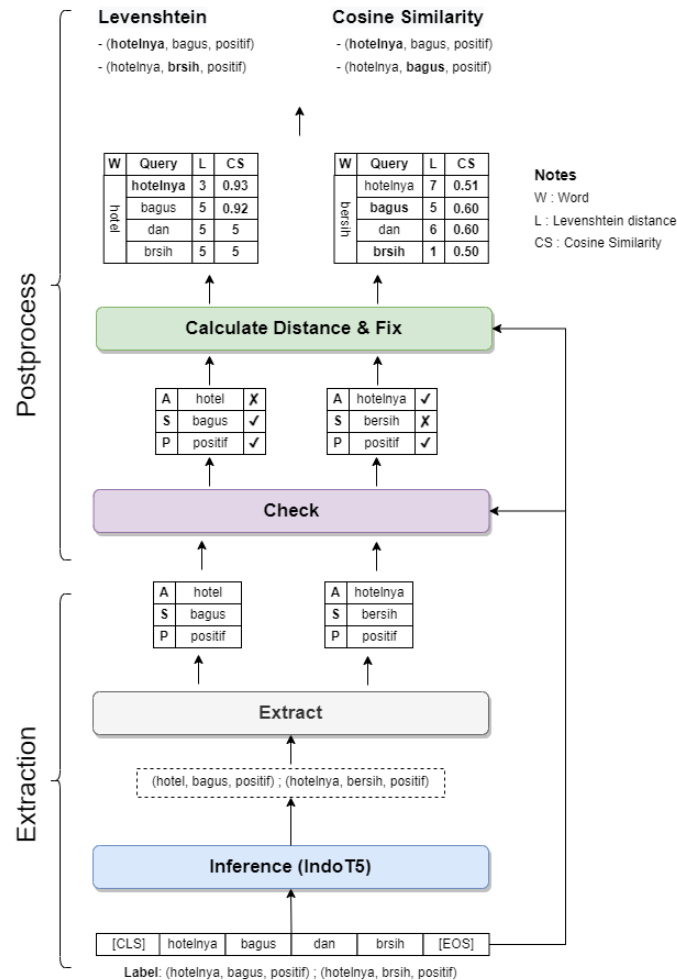 Levenshtein
- (hotelnya, bagus, positif)
- (hotelnya, brsih, positif)
Cosine Similarity
- (hotelnya, bagus, positif)
- (hotelnya, bagus, positif)
W Query L CS
hotel
hotelnya 3 0.93
bagus 5 0.92
dan 5 5
brsih 5 5
W Query L CS
bersih
hotelnya 7 0.51
bagus 5 0.60
dan 6 0.60
brsih 1 0.50
Notes
W : Word
L : Levenshtein distance
CS : Cosine Similarity
Postprocess
Calculate Distance & Fix
A hotel ✗
S bagus ✓
P positif ✓
A hotelnya ✓
S bersih ✗
P positif ✓
Check
A hotel
S bagus
P positif
A hotelnya
S bersih
P positif
Extraction
Extract
(hotel, bagus, positif) ; (hotelnya, bersih, positif)
Inference (IndoT5)
[CLS] hotelnya bagus dan brsih [EOS]
Label: (hotelnya, bagus, positif) ; (hotelnya, brsih, positif)